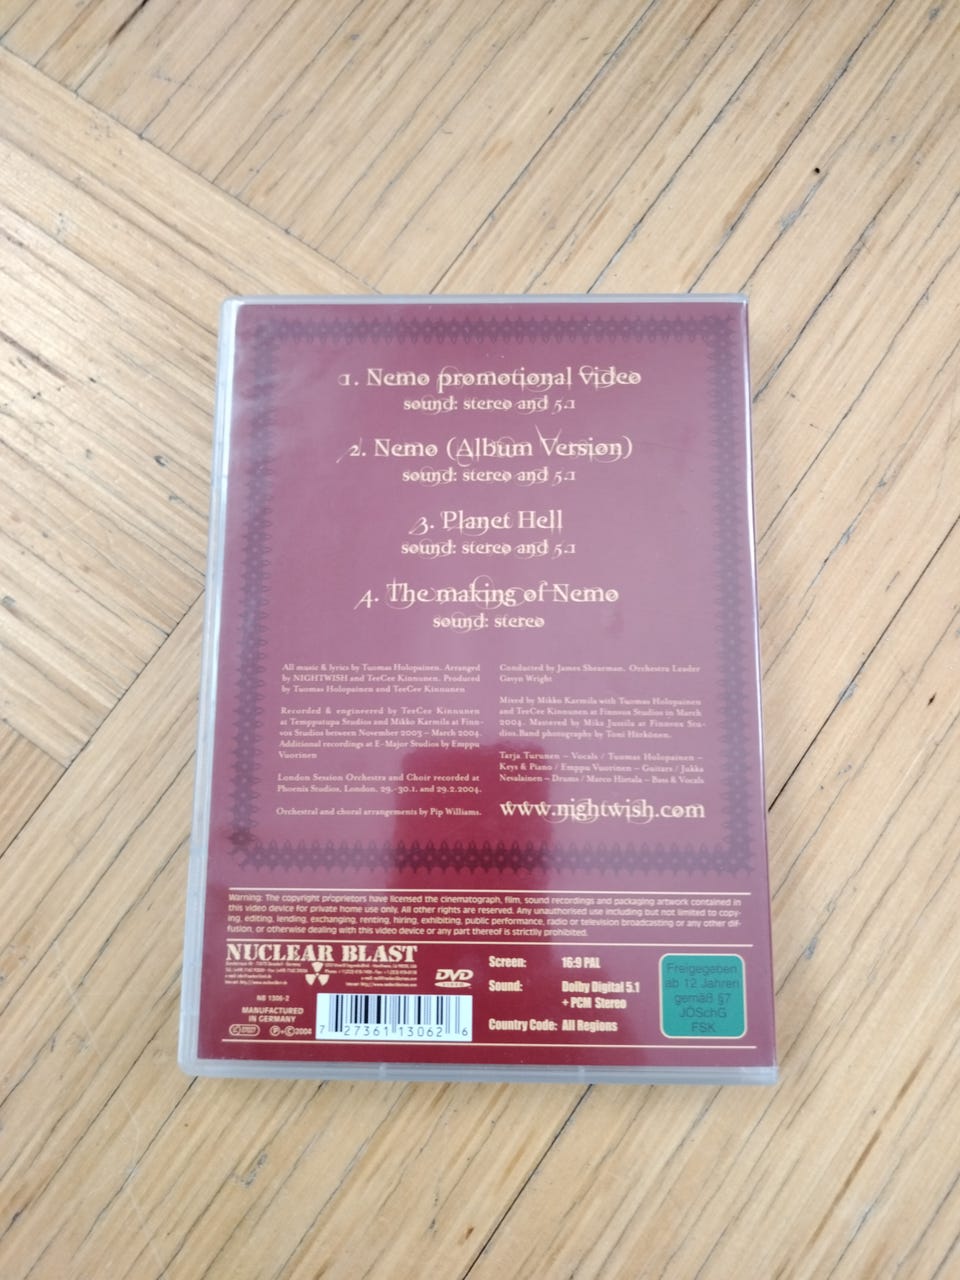 1. Nemo promotional video
sound: stereo and 5.1
2. Nemo (Album Version)
sound: stereo and 5.1
3. Planet Hell
sound: stereo and 5.1
4. The making of Nemo
sound: stereo
All music & lyrics by Tuomas Holopainen. Arranged
by NIGHTWISH and TeeCee Kinnunen. Produced
by Tuomas Holopainen and TeeCee Kinnunen
Recorded & engineered by TeeCee Kinnunen
at Temppatupa Studios and Mikko Karmila at Finn-
vox Studios between November 2003 – March 2004.
Additional recordings at E-Major Studios by Emppu
Vuorinen
London Session Orchestra and Choir recorded at
Phoenix Studios, London. 29.-30.1. and 29.2.2004.
Orchestral and choral arrangements by Pip Williams.
Conducted by James Shearman. Orchestra Leader
Gavyn Wright
Mixed by Mikko Karmila with Tuomas Holopainen
and TeeCee Kinnunen at Finnvox Studios in March
2004. Mastered by Mika Jussila at Finnvox Stu-
dios.Band photography by Toni Härkönen.
Tarja Turunen – Vocals / Tuomas Holopainen –
Keys & Piano / Emppu Vuorinen – Guitars / Jukka
Nevalainen – Drums / Marco Hietala – Bass & Vocals
www.nightwish.com
Warning: The copyright proprietors have licensed the cinematograph, film, sound recordings and packaging artwork contained in
this video device for private home use only. All other rights are reserved. Any unauthorised use including but not limited to copy-
ing, editing, lending, exchanging, renting, hiring, exhibiting, public performance, radio or television broadcasting or any other dif-
fusion, or otherwise dealing with this video device or any part thereof is strictly prohibited.
NUCLEAR BLAST
NB 1306-2
MANUFACTURED
IN GERMANY
℗+©2004
7 27361 13062 6
DVD
VIDEO
Screen: 16:9 PAL
Sound: Dolby Digital 5.1
+ PCM Stereo
Country Code: All Regions
Freigegeben
ab 12 Jahren
gemäß §7
JÖSchG
FSK